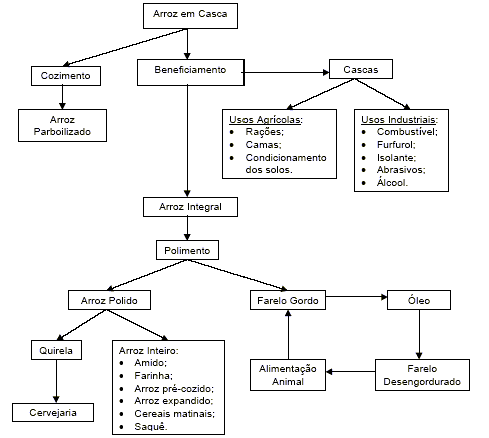 Arroz em Casca
Cozimento
Beneficiamento
Cascas
Arroz
Parboilizado
Usos Agrícolas:
• Rações;
• Camas;
• Condicionamento
dos solos.
Usos Industriais:
• Combustível;
• Furfurol;
• Isolante;
• Abrasivos;
• Álcool.
Arroz Integral
Polimento
Arroz Polido
Farelo Gordo
Óleo
Quirela
Arroz Inteiro:
• Amido;
• Farinha;
• Arroz pré-cozido;
• Arroz expandido;
• Cereais matinais;
• Saquê.
Alimentação
Animal
Farelo
Desengordurado
Cervejaria